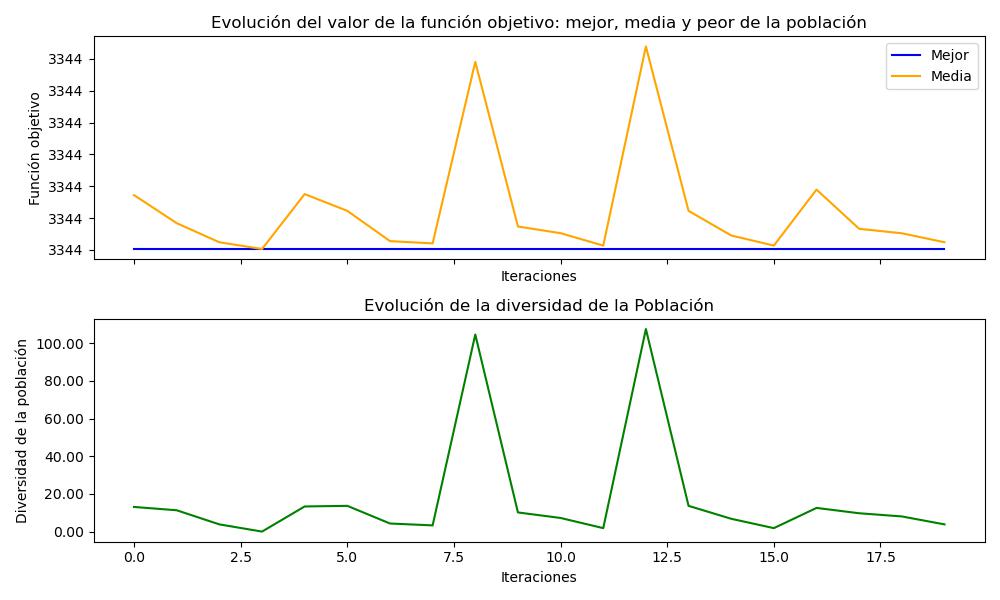 Evolución del valor de la función objetivo: mejor, media y peor de la población
Función objetivo
3344
3344
3344
3344
3344
3344
3344
Mejor
Media
Iteraciones
Evolución de la diversidad de la Población
Diversidad de la población
100.00
80.00
60.00
40.00
20.00
0.00
0.0 2.5 5.0 7.5 10.0 12.5 15.0 17.5
Iteraciones